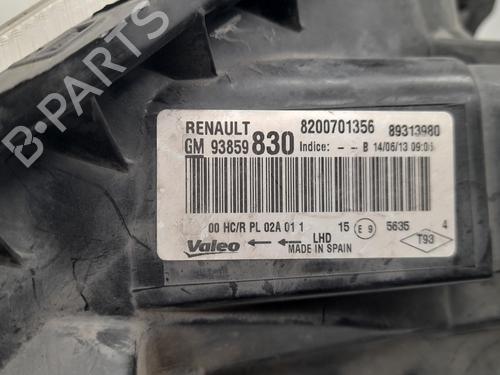 RENAULT 8200701356 89313980
GM 93859 830 Indice: - - B 14/06/13 09:0
00 HC/R PL 02A 01 1 15 E 9 5635 4
Valeo LHD T93
MADE IN SPAIN
B-PARTS